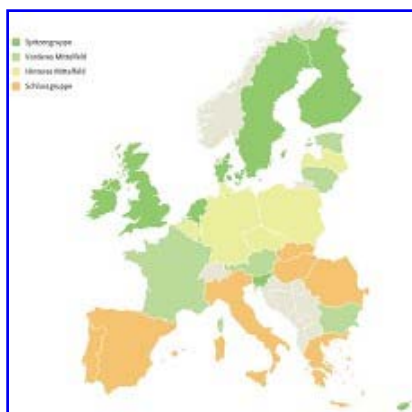 Spitzengruppe
Vorderes Mittelfeld
Hinteres Mittelfeld
Schlussgruppe